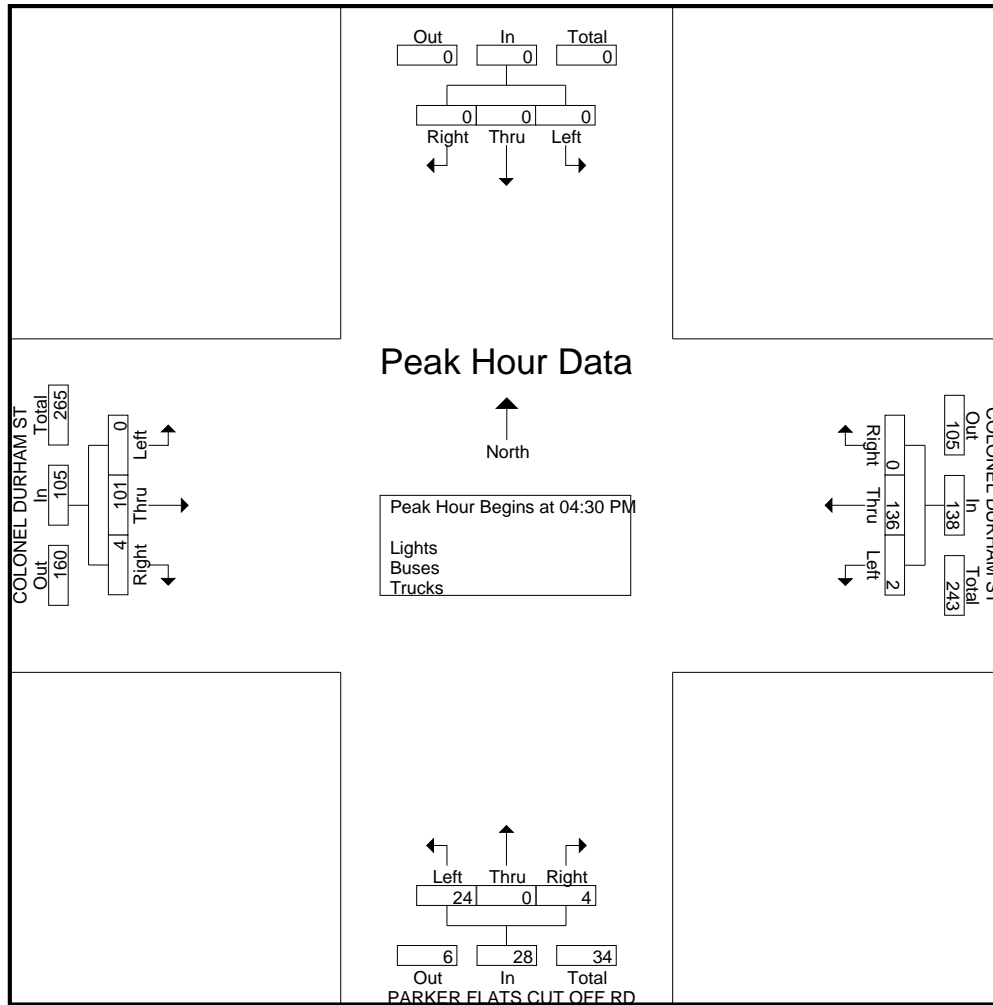 Out In Total
0 0 0
0 0 0
Right Thru Left
Peak Hour Data
North
Peak Hour Begins at 04:30 PM
Lights
Buses
Trucks
COLONEL DURHAM ST
Out In Total
160 105 265
4 101 0
Right Thru Left
COLONEL DURHAM ST
Out In Total
105 138 243
0 136 2
Right Thru Left
Left Thru Right
24 0 4
6 28 34
Out In Total
PARKER FLATS CUT OFF RD